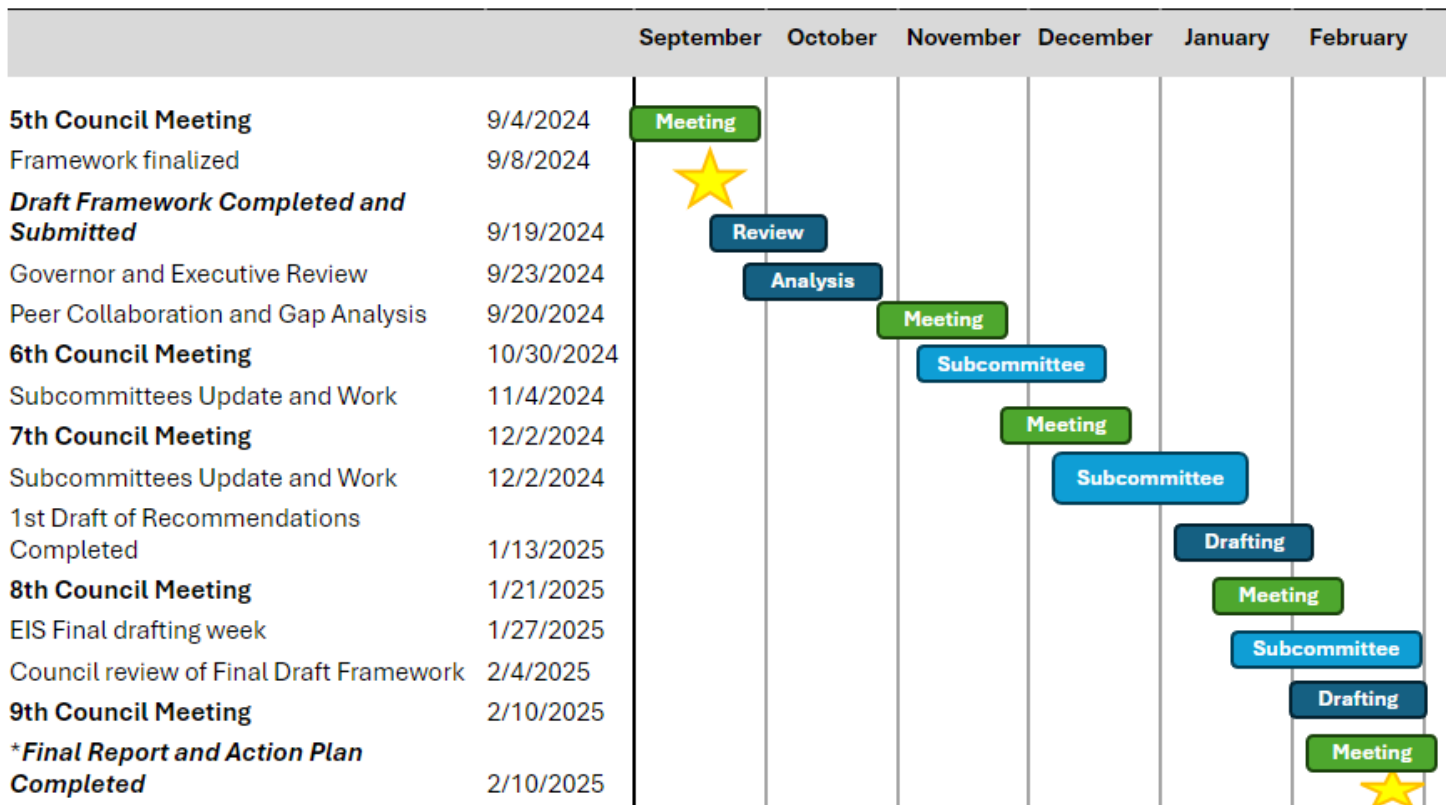 September October November December January February
5th Council Meeting 9/4/2024 Meeting
Framework finalized 9/8/2024
Draft Framework Completed and
Submitted 9/19/2024 Review
Governor and Executive Review 9/23/2024 Analysis
Peer Collaboration and Gap Analysis 9/20/2024 Meeting
6th Council Meeting 10/30/2024 Subcommittee
Subcommittees Update and Work 11/4/2024
7th Council Meeting 12/2/2024 Meeting
Subcommittees Update and Work 12/2/2024 Subcommittee
1st Draft of Recommendations
Completed 1/13/2025 Drafting
8th Council Meeting 1/21/2025 Meeting
EIS Final drafting week 1/27/2025 Subcommittee
Council review of Final Draft Framework 2/4/2025
9th Council Meeting 2/10/2025 Drafting
*Final Report and Action Plan Meeting
Completed 2/10/2025